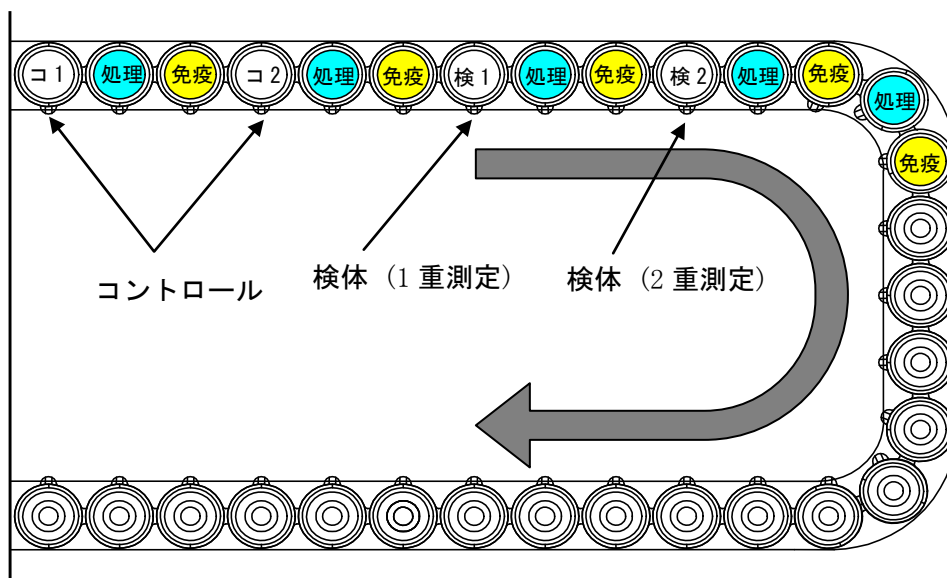 コ1 処理 免疫 コ2 処理 免疫 検1 処理 免疫 検2 処理 免疫
処理
免疫
コントロール 検体 (1 重測定) 検体 (2 重測定)